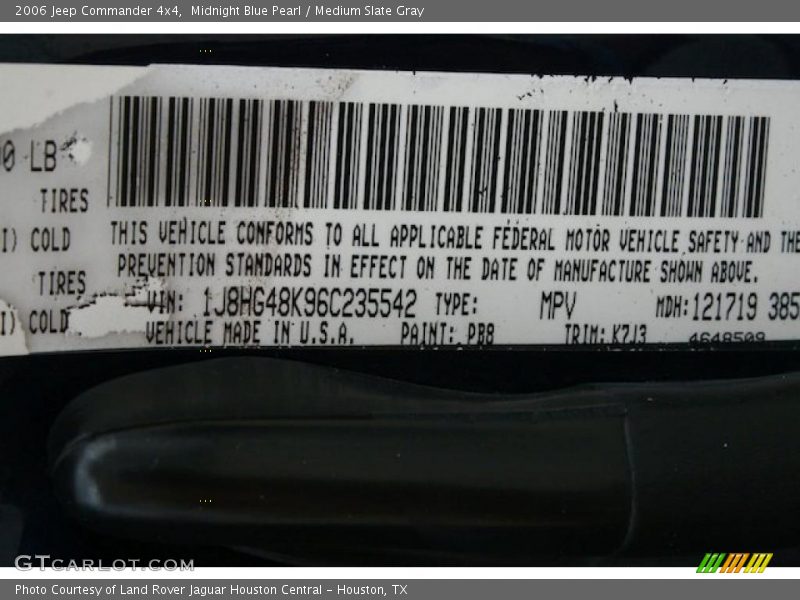 2006 Jeep Commander 4x4, Midnight Blue Pearl / Medium Slate Gray
0 LB
TIRES
I) COLD
TIRES
I) COLD
THIS VEHICLE CONFORMS TO ALL APPLICABLE FEDERAL MOTOR VEHICLE SAFETY AND THE
PREVENTION STANDARDS IN EFFECT ON THE DATE OF MANUFACTURE SHOWN ABOVE.
VIN: 1J8HG48K96C235542 TYPE: MPV MDH:121719 385
VEHICLE MADE IN U.S.A. PAINT: PB8 TRIM: K7J3 4648509
GTCARLOT.COM
Photo Courtesy of Land Rover Jaguar Houston Central – Houston, TX